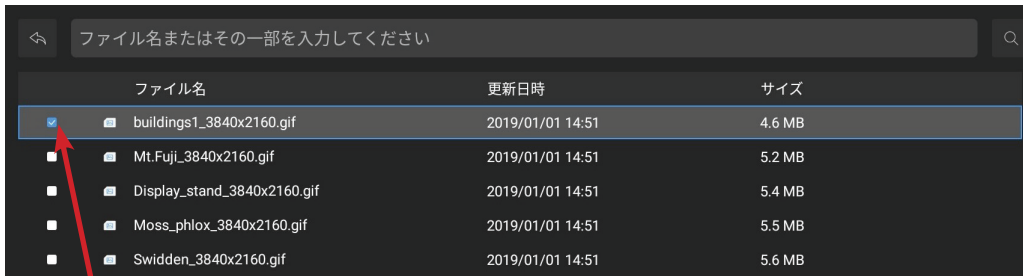 ファイル名またはその一部を入力してください
ファイル名 更新日時 サイズ
buildings1_3840x2160.gif 2019/01/01 14:51 4.6 MB
Mt.Fuji_3840x2160.gif 2019/01/01 14:51 5.2 MB
Display_stand_3840x2160.gif 2019/01/01 14:51 5.4 MB
Moss_phlox_3840x2160.gif 2019/01/01 14:51 5.5 MB
Swidden_3840x2160.gif 2019/01/01 14:51 5.6 MB